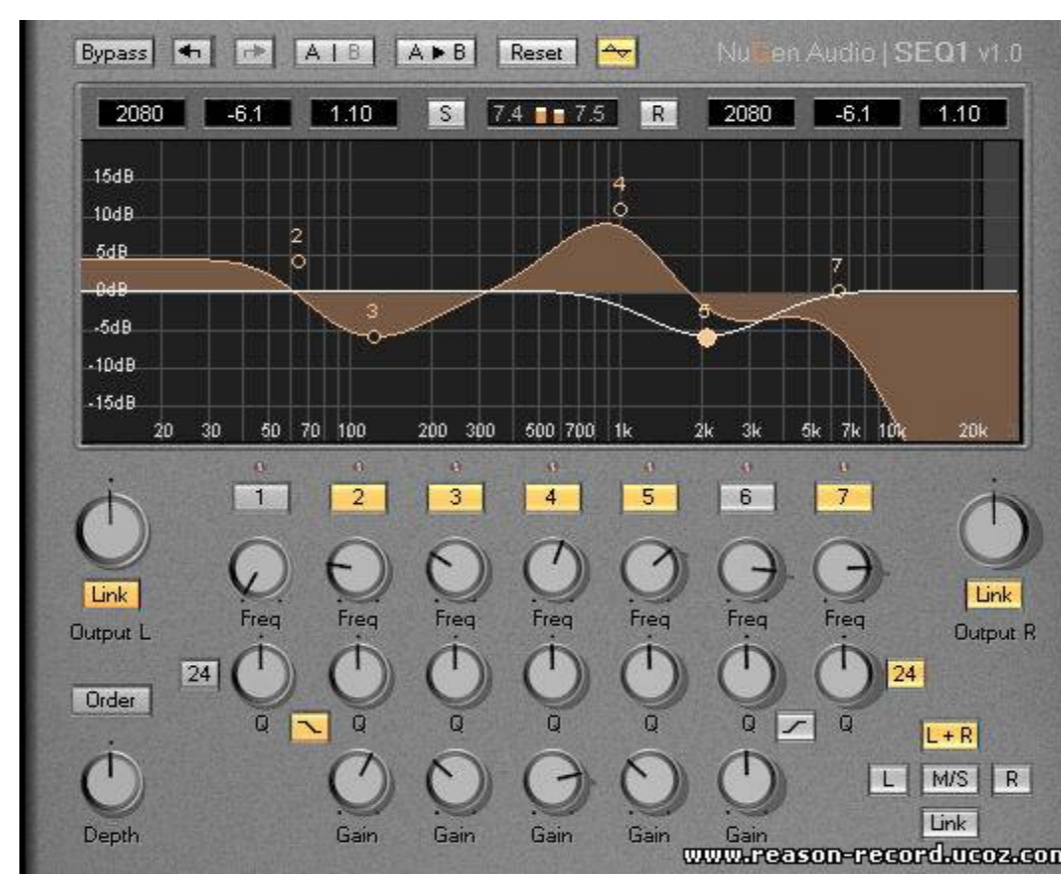 Bypass A | B A ▶ B Reset NuGen Audio | SEQ1 v1.0
2080 -6.1 1.10 S 7.4 7.5 R 2080 -6.1 1.10
15dB
4
10dB
2
5dB
7
0dB
3 5
-5dB
-10dB
-15dB
20 30 50 70 100 200 300 500 700 1k 2k 3k 5k 7k 10k 20k
1 2 3 4 5 6 7
Link Link
Freq Freq Freq Freq Freq Freq Freq
Output L Output R
24 24
Order
Q Q Q Q Q Q Q
L + R
L M/S R
Link
Depth Gain Gain Gain Gain Gain
www.reason-record.ucoz.com